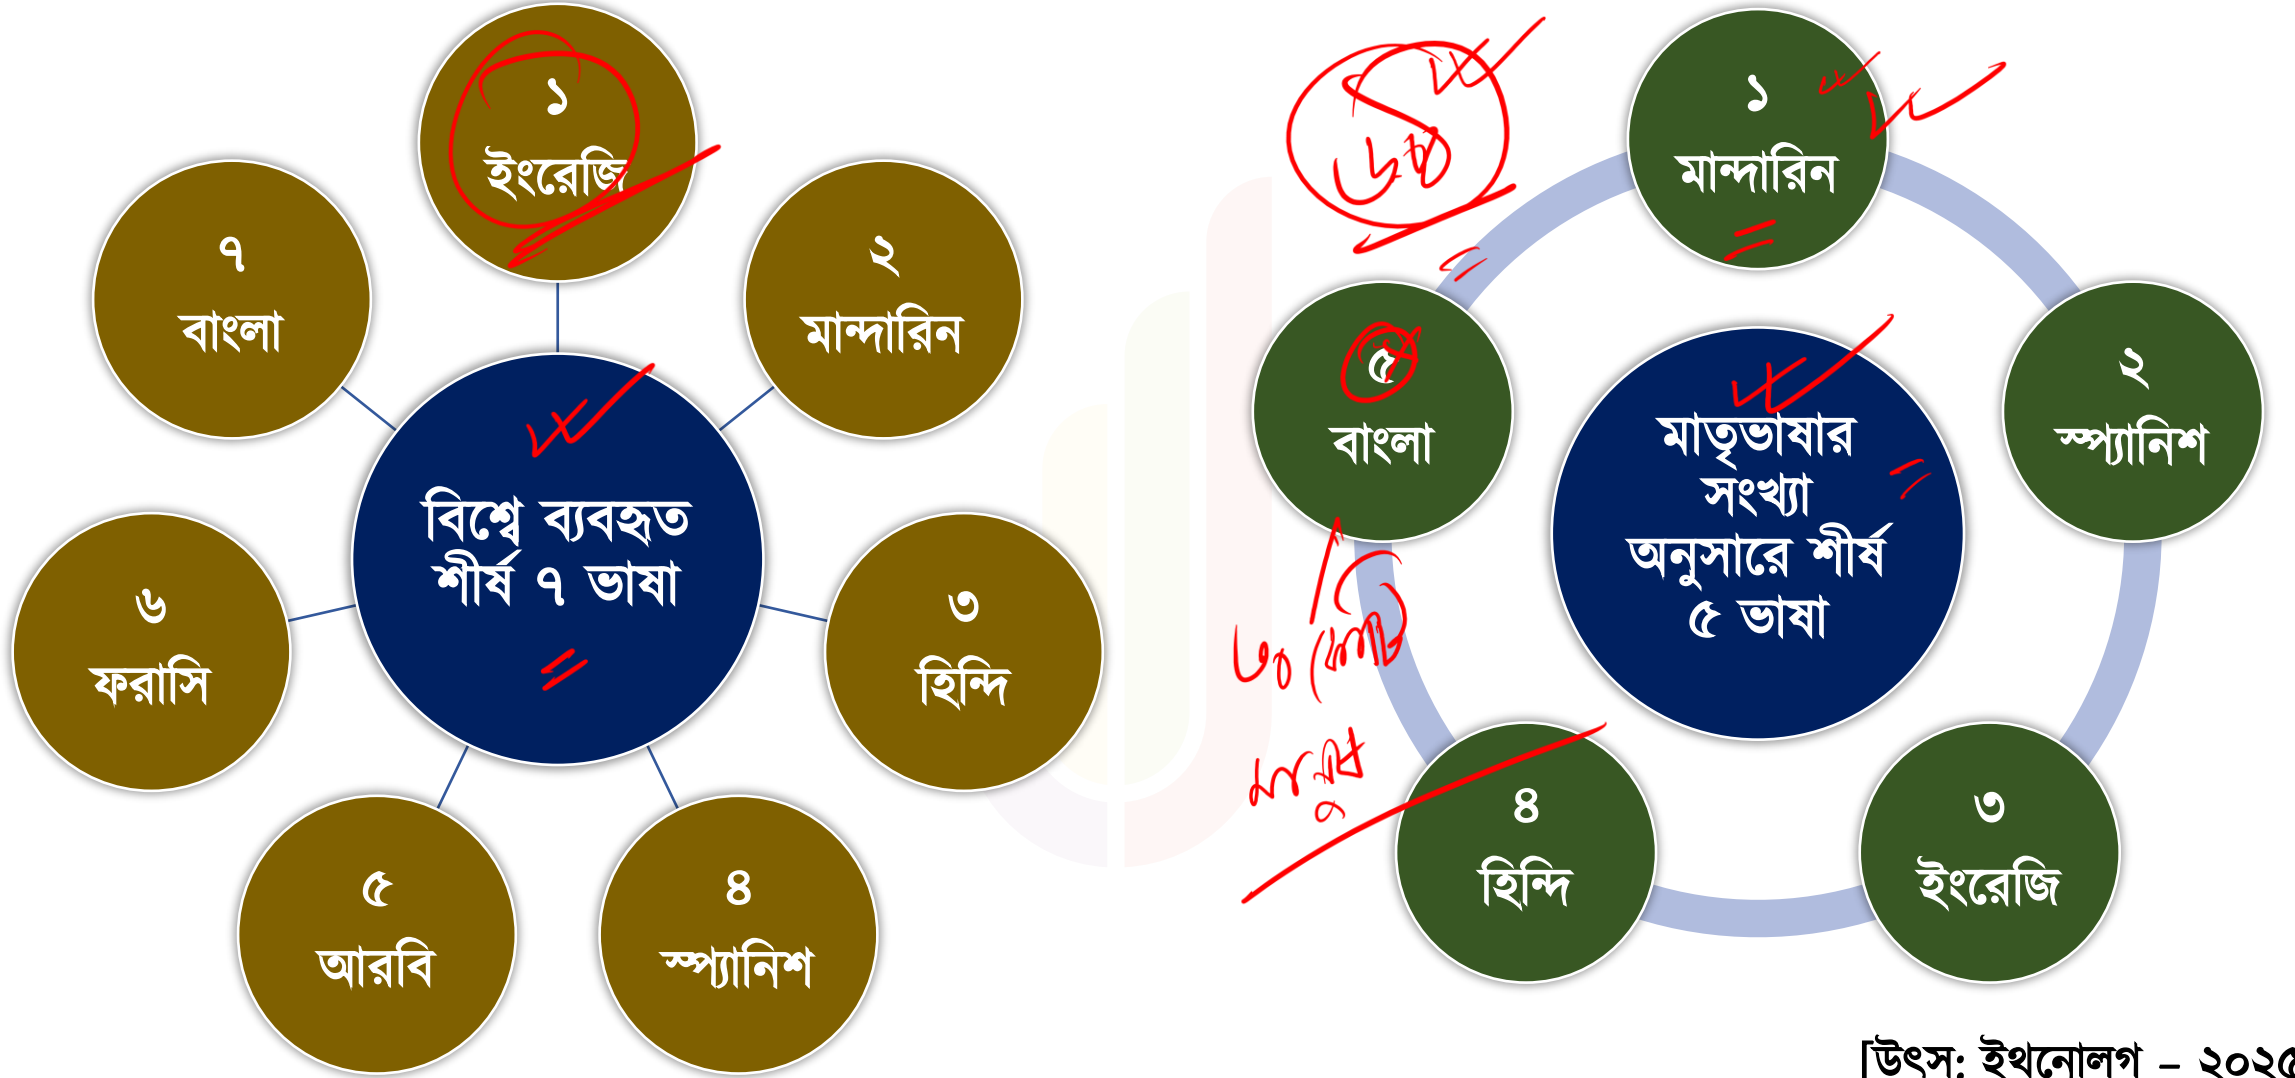 ১
ইংরেজি
২
মান্দারিন
৩
হিন্দি
৪
স্প্যানিশ
৫
আরবি
৬
ফরাসি
৭
বাংলা
বিশ্বে ব্যবহৃত
শীর্ষ ৭ ভাষা
১
মান্দারিন
২
স্প্যানিশ
৩
ইংরেজি
৪
হিন্দি
৫
বাংলা
মাতৃভাষার
সংখ্যা
অনুসারে শীর্ষ
৫ ভাষা
৩০ কোটি
মানুষ
[উৎস: ইথনোলগ – ২০২৫